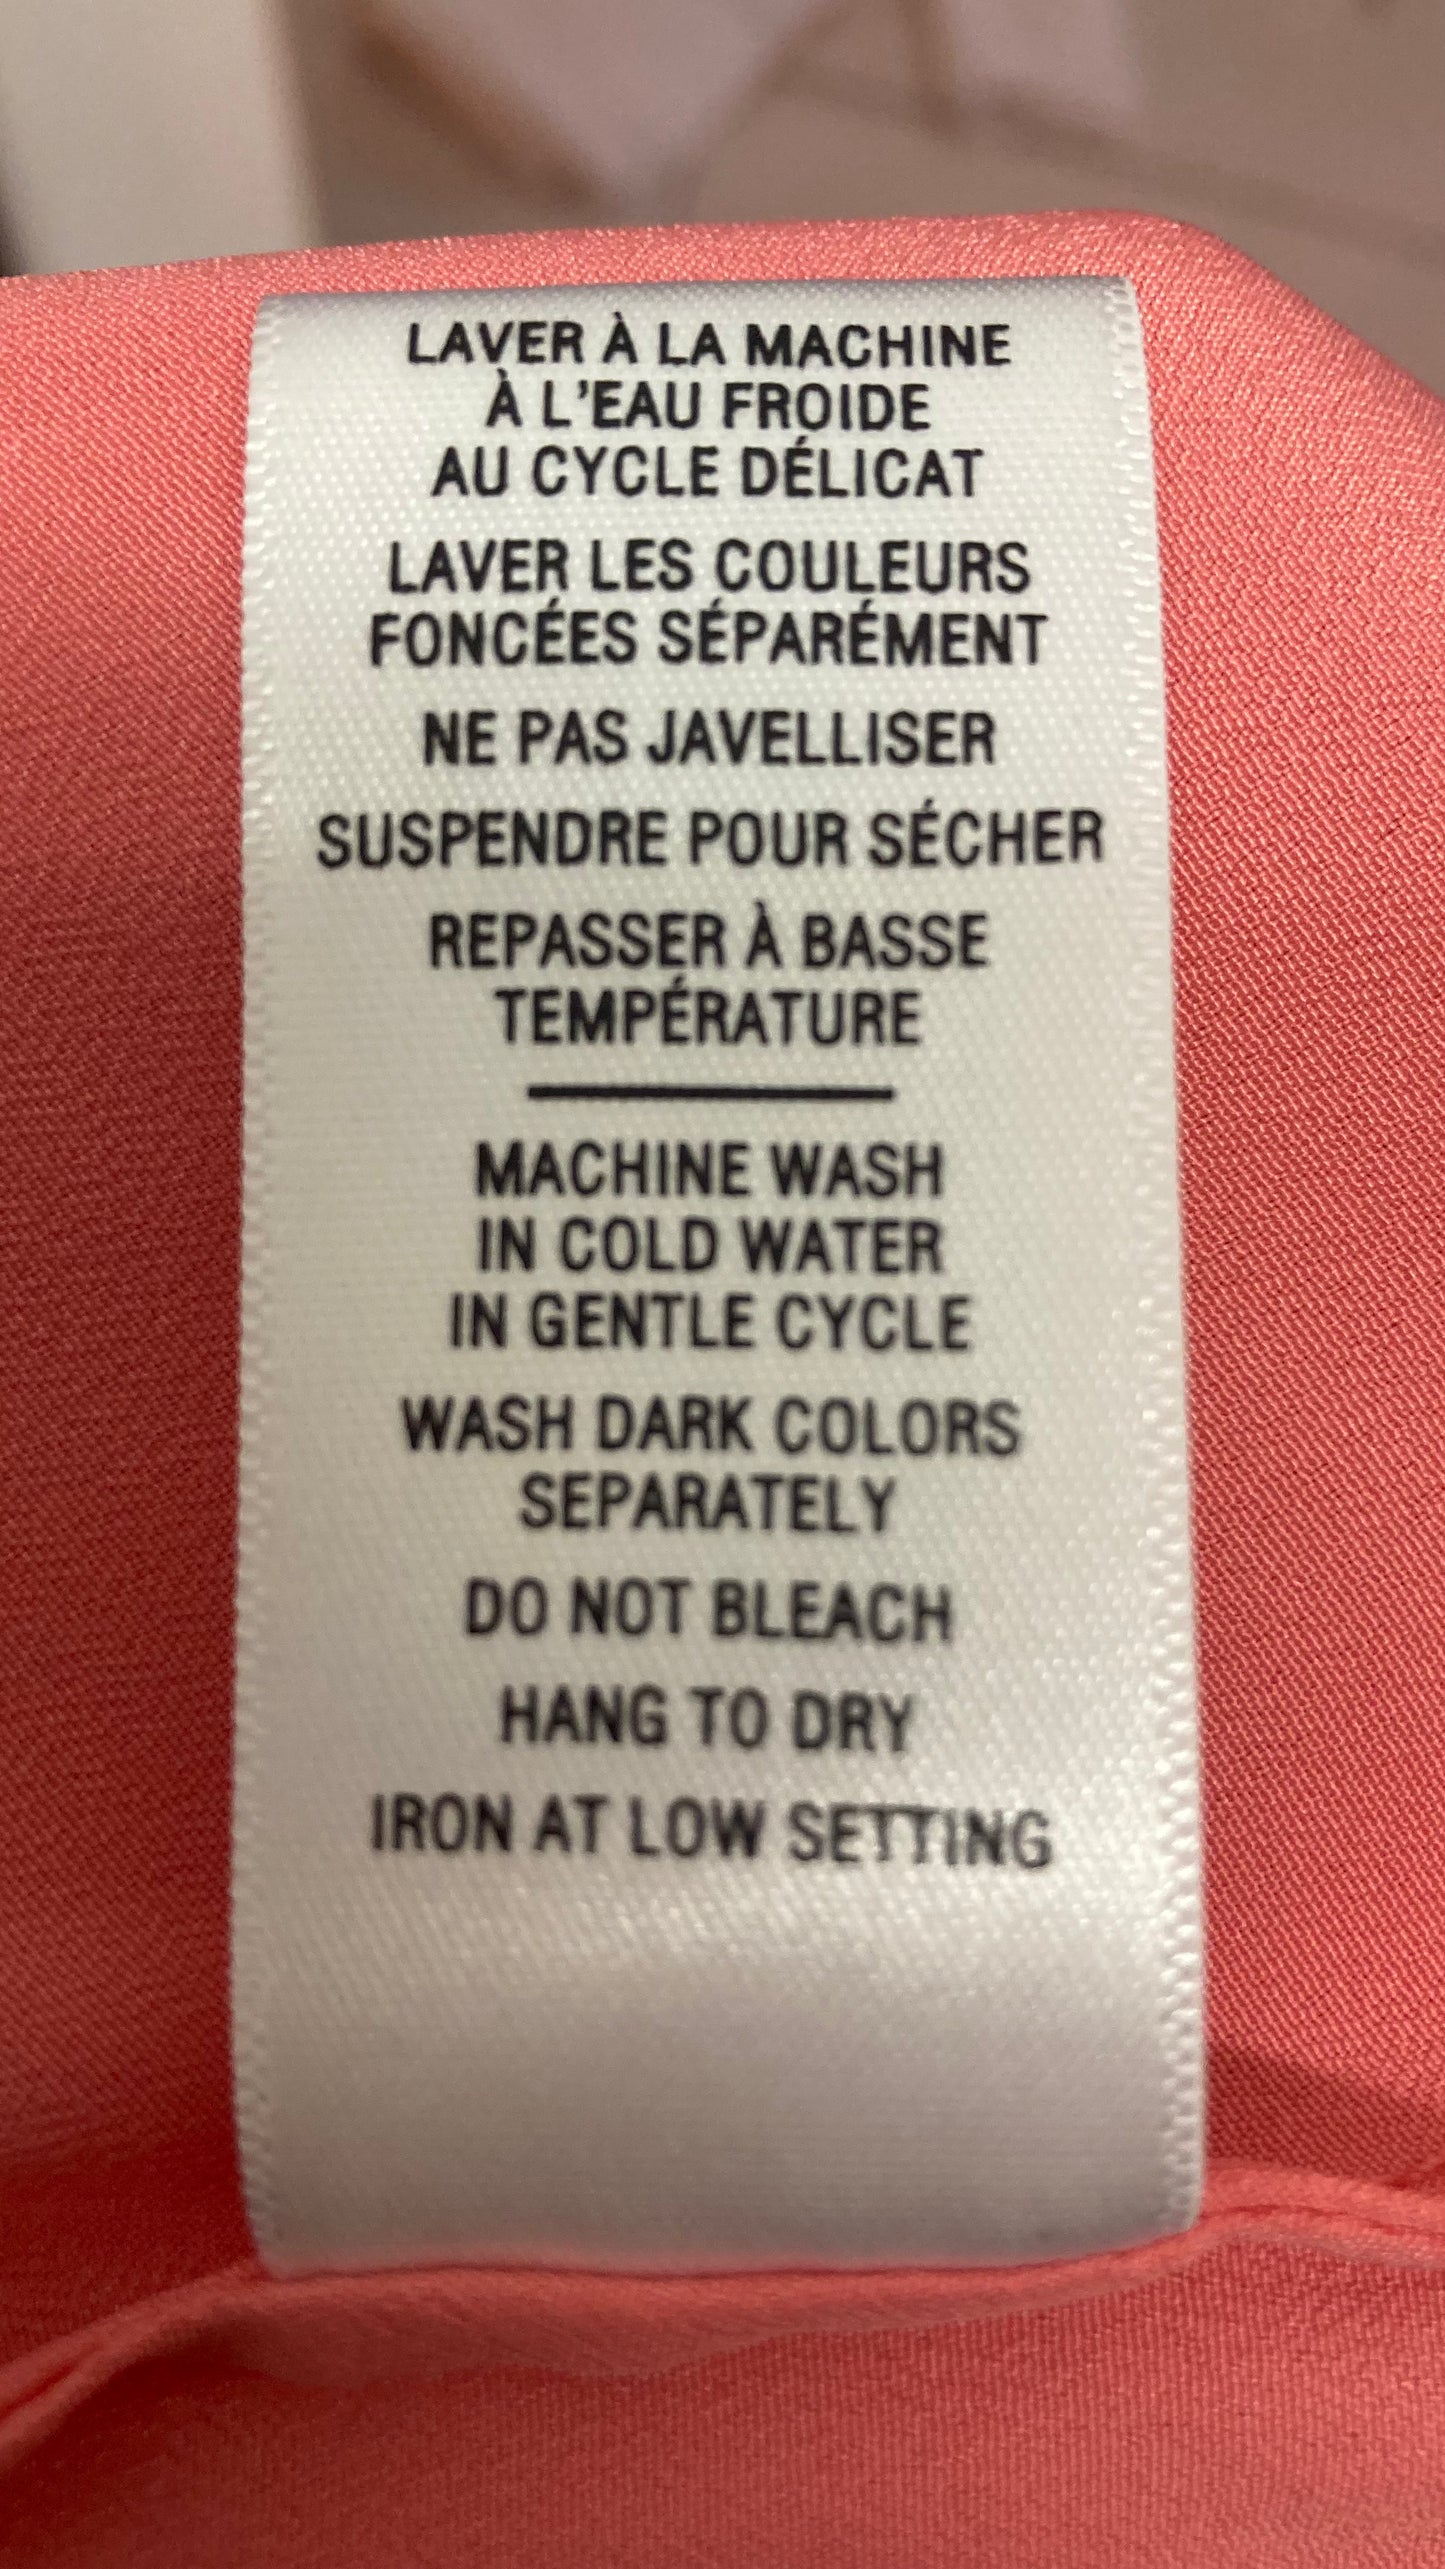 LAVER À LA MACHINE
À L'EAU FROIDE
AU CYCLE DÉLICAT
LAVER LES COULEURS
FONCÉES SÉPARÉMENT
NE PAS JAVELLISER
SUSPENDRE POUR SÉCHER
REPASSER À BASSE
TEMPÉRATURE
MACHINE WASH
IN COLD WATER
IN GENTLE CYCLE
WASH DARK COLORS
SEPARATELY
DO NOT BLEACH
HANG TO DRY
IRON AT LOW SETTING